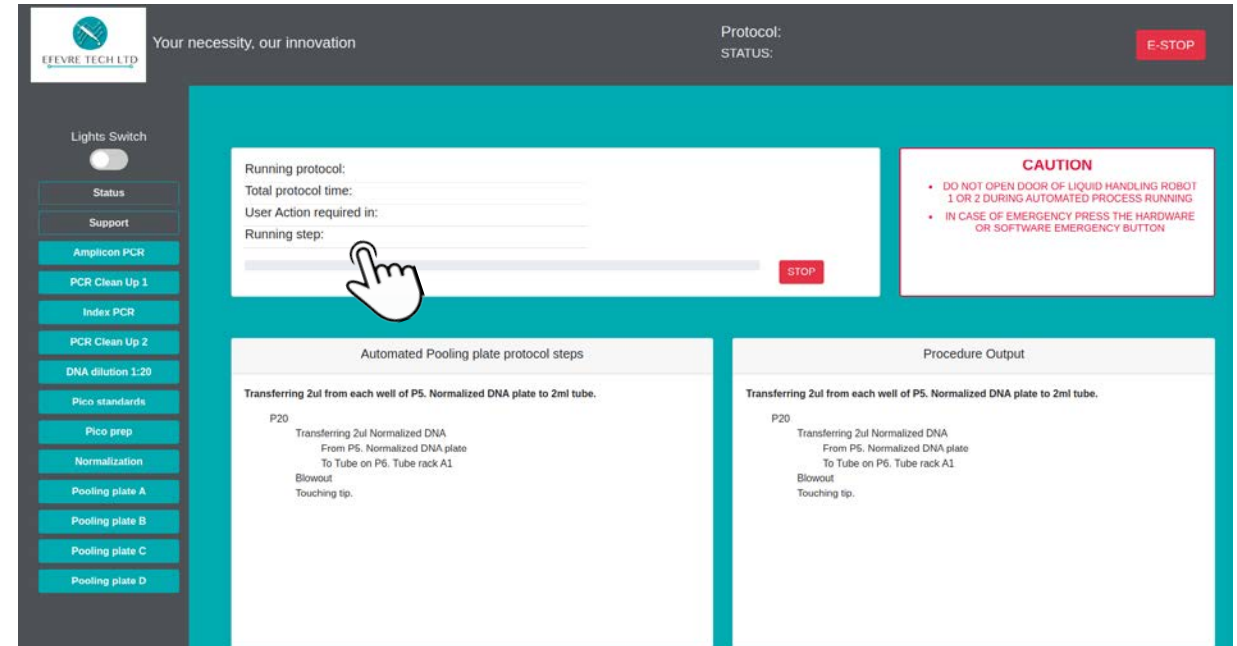 EFEVRE TECH LTD
Your necessity, our innovation
Protocol:
STATUS:
E-STOP
Lights Switch
Status
Support
Amplicon PCR
PCR Clean Up 1
Index PCR
PCR Clean Up 2
DNA dilution 1:20
Pico standards
Pico prep
Normalization
Pooling plate A
Pooling plate B
Pooling plate C
Pooling plate D
Running protocol:
Total protocol time:
User Action required in:
Running step:
STOP
CAUTION
• DO NOT OPEN DOOR OF LIQUID HANDLING ROBOT
1 OR 2 DURING AUTOMATED PROCESS RUNNING
• IN CASE OF EMERGENCY PRESS THE HARDWARE
OR SOFTWARE EMERGENCY BUTTON
Automated Pooling plate protocol steps
Transferring 2ul from each well of P5. Normalized DNA plate to 2ml tube.
P20
Transferring 2ul Normalized DNA
From P5. Normalized DNA plate
To Tube on P6. Tube rack A1
Blowout
Touching tip.
Procedure Output
Transferring 2ul from each well of P5. Normalized DNA plate to 2ml tube.
P20
Transferring 2ul Normalized DNA
From P5. Normalized DNA plate
To Tube on P6. Tube rack A1
Blowout
Touching tip.